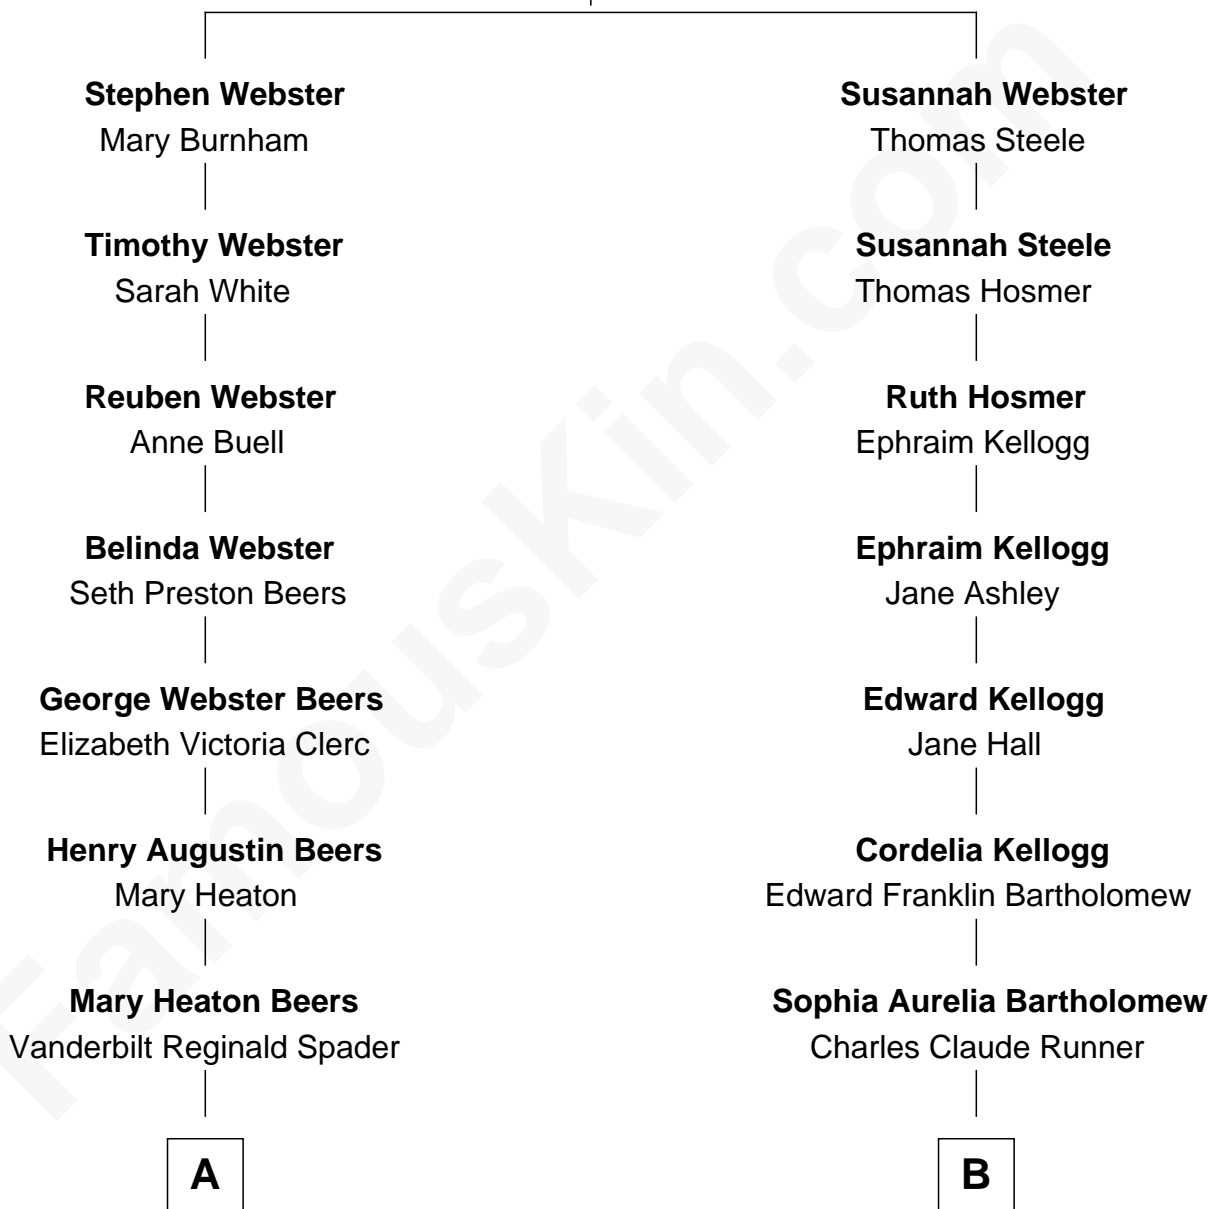 Stephen Webster
Mary Burnham
Timothy Webster
Sarah White
Reuben Webster
Anne Buell
Belinda Webster
Seth Preston Beers
George Webster Beers
Elizabeth Victoria Clerc
Henry Augustin Beers
Mary Heaton
Mary Heaton Beers
Vanderbilt Reginald Spader
A
Susannah Webster
Thomas Steele
Susannah Steele
Thomas Hosmer
Ruth Hosmer
Ephraim Kellogg
Ephraim Kellogg
Jane Ashley
Edward Kellogg
Jane Hall
Cordelia Kellogg
Edward Franklin Bartholomew
Sophia Aurelia Bartholomew
Charles Claude Runner
B
FamousKin.com